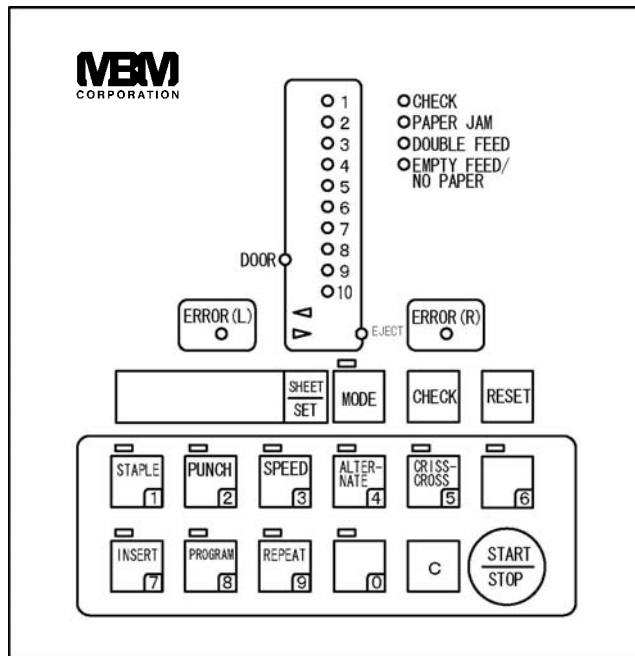 MBM
CORPORATION
1
2
3
4
5
6
7
8
9
10
CHECK
PAPER JAM
DOUBLE FEED
EMPTY FEED/
NO PAPER
DOOR
ERROR(L)
EJECT
ERROR(R)
SHEET
SET
MODE
CHECK
RESET
STAPLE
1
PUNCH
2
SPEED
3
ALTER-
NATE
4
CRISS-
CROSS
5
6
INSERT
7
PROGRAM
8
REPEAT
9
0
C
START
STOP